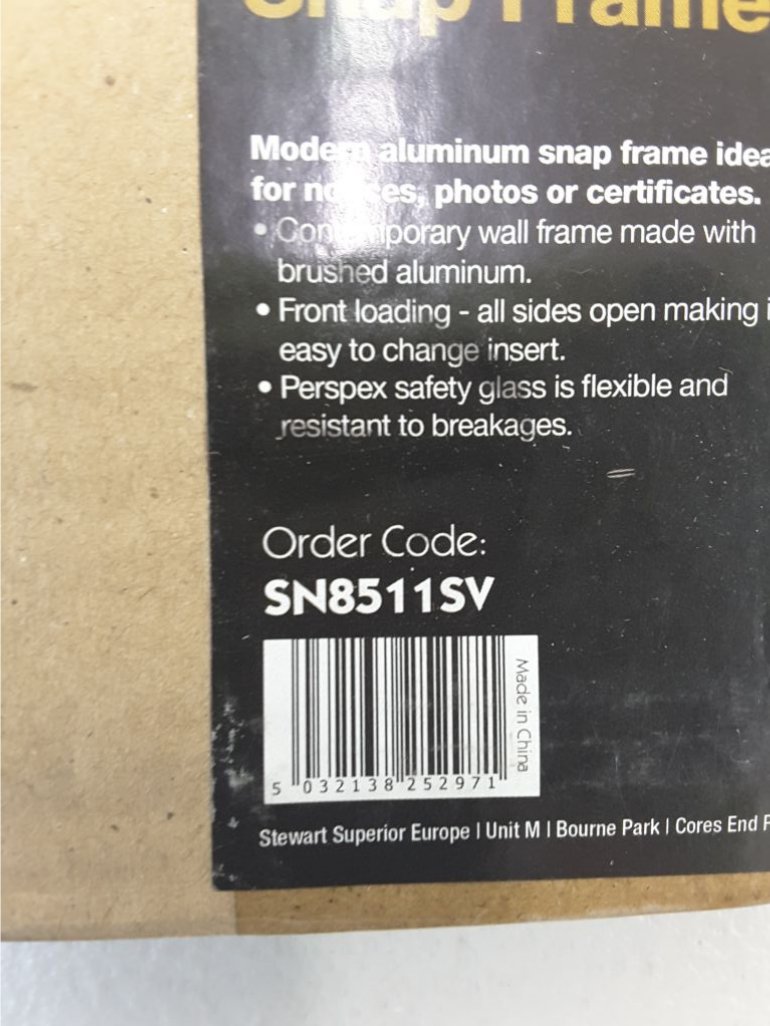 Snap Frame
Modern aluminum snap frame idea
for notices, photos or certificates.
• Contemporary wall frame made with
brushed aluminum.
• Front loading - all sides open making i
easy to change insert.
• Perspex safety glass is flexible and
resistant to breakages.
Order Code:
SN8511SV
Made in China
5 032138 252971
Stewart Superior Europe | Unit M | Bourne Park | Cores End R